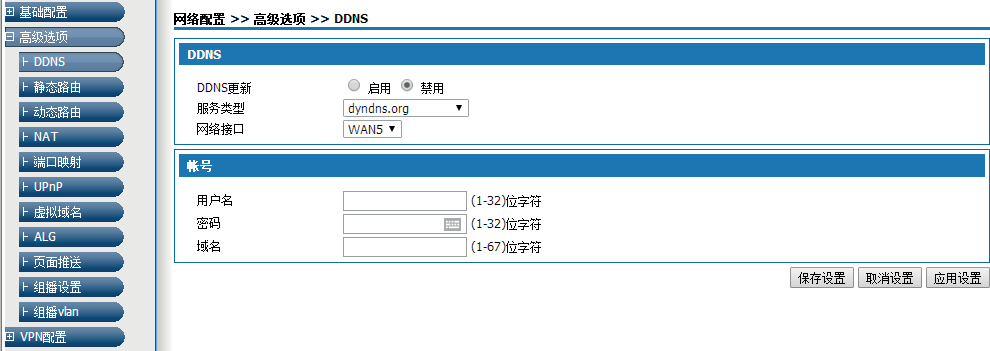 基础配置
高级选项
DDNS
静态路由
动态路由
NAT
端口映射
UPnP
虚拟域名
ALG
页面推送
组播设置
组播vlan
VPN配置
网络配置 >> 高级选项 >> DDNS
DDNS
DDNS更新 启用 禁用
服务类型 dyndns.org
网络接口 WAN5
帐号
用户名 (1-32)位字符
密码 (1-32)位字符
域名 (1-67)位字符
保存设置 取消设置 应用设置